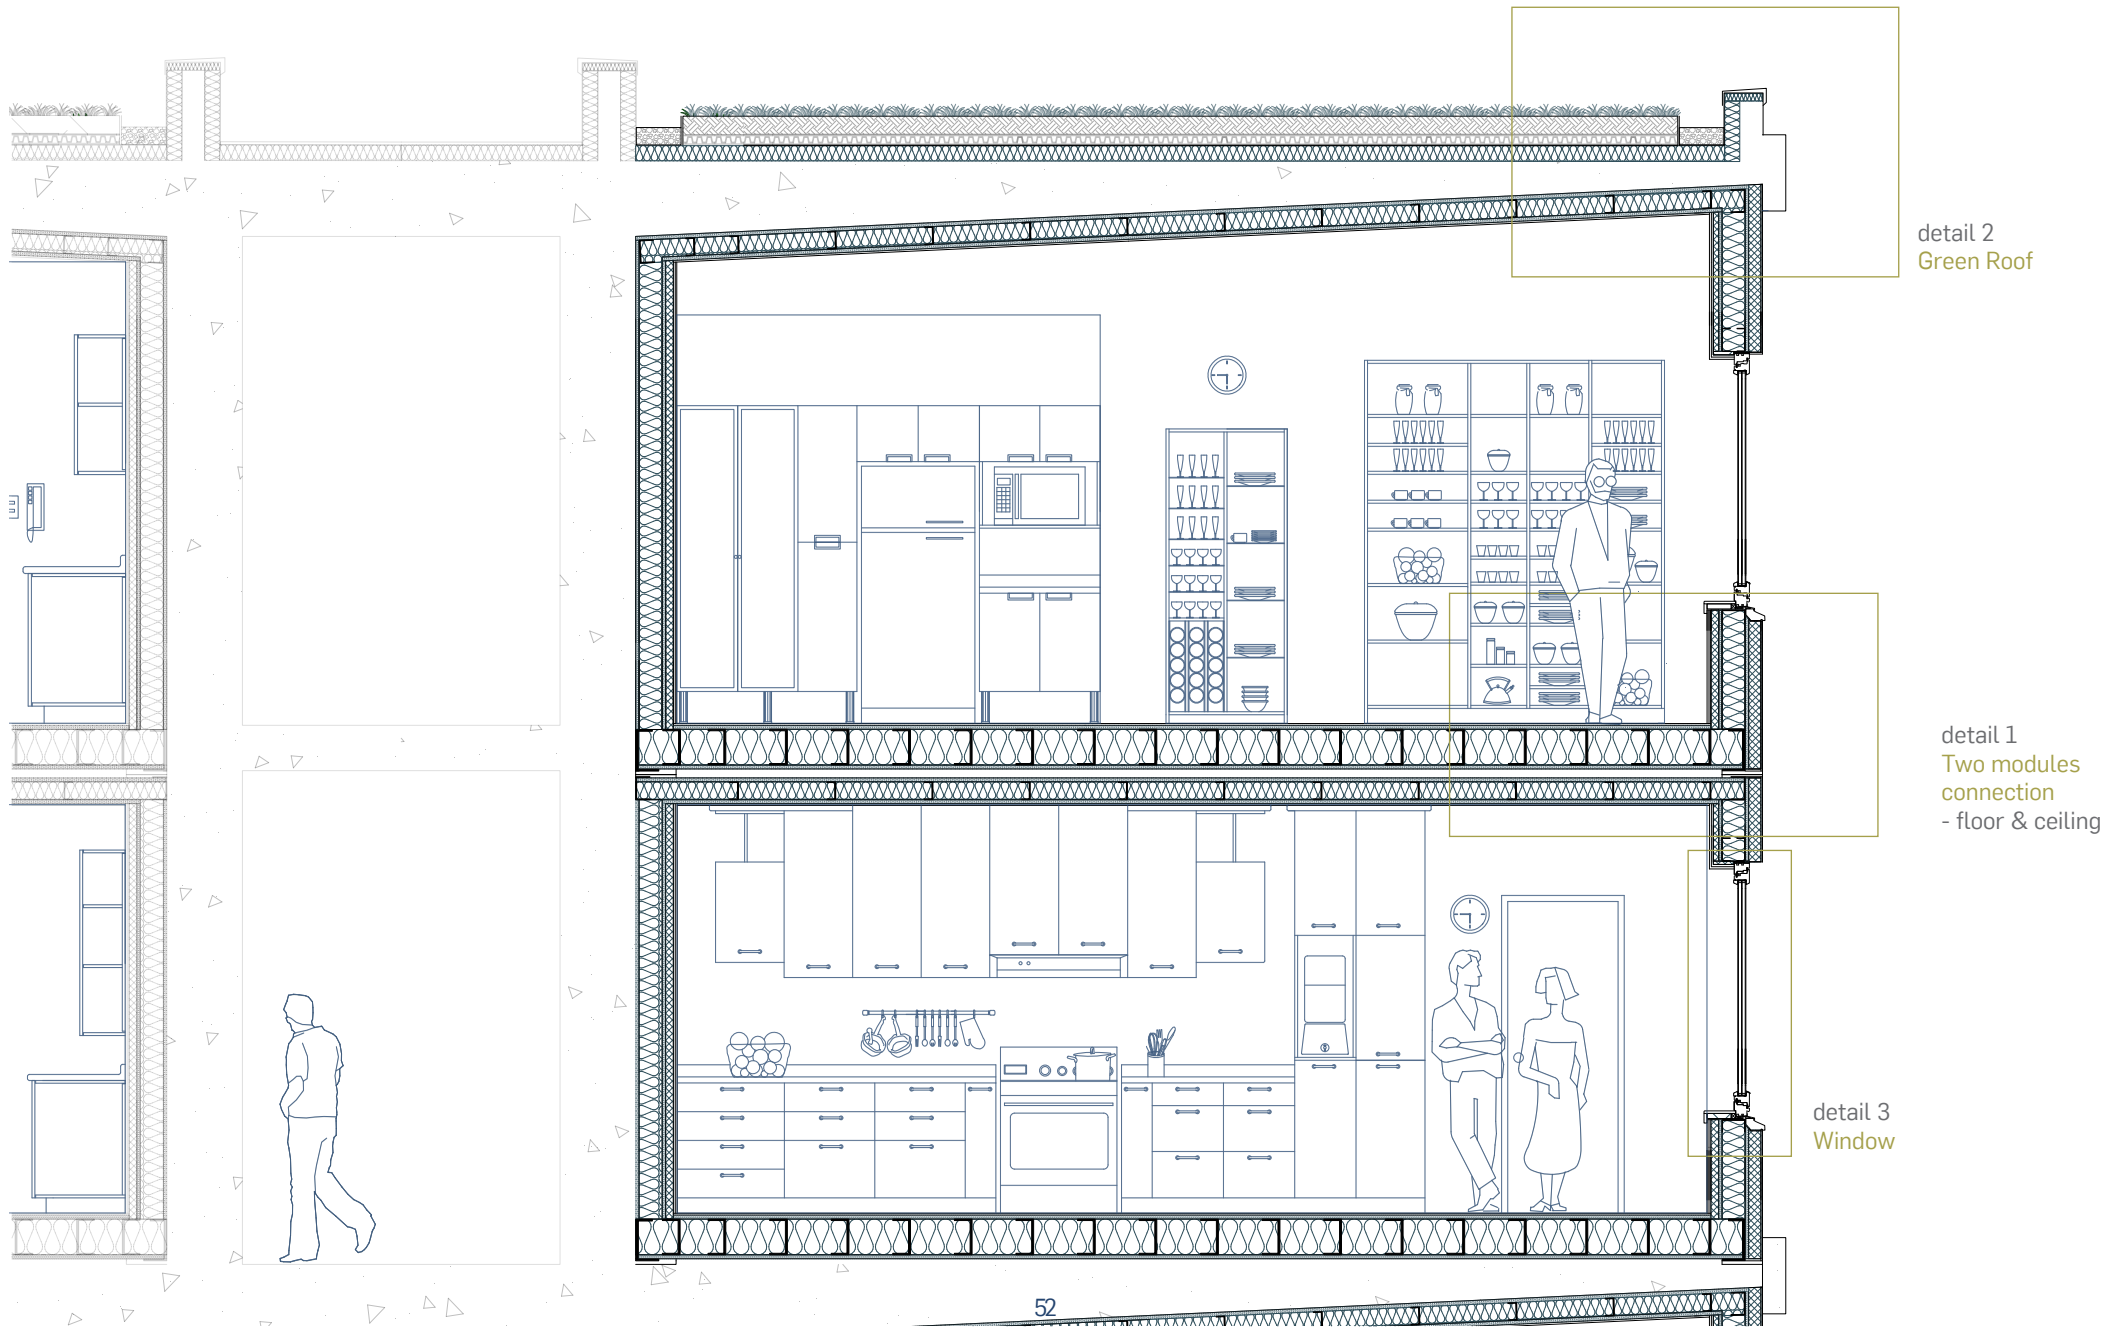 detail 2
Green Roof
detail 1
Two modules
connection
- floor & ceiling
detail 3
Window
52